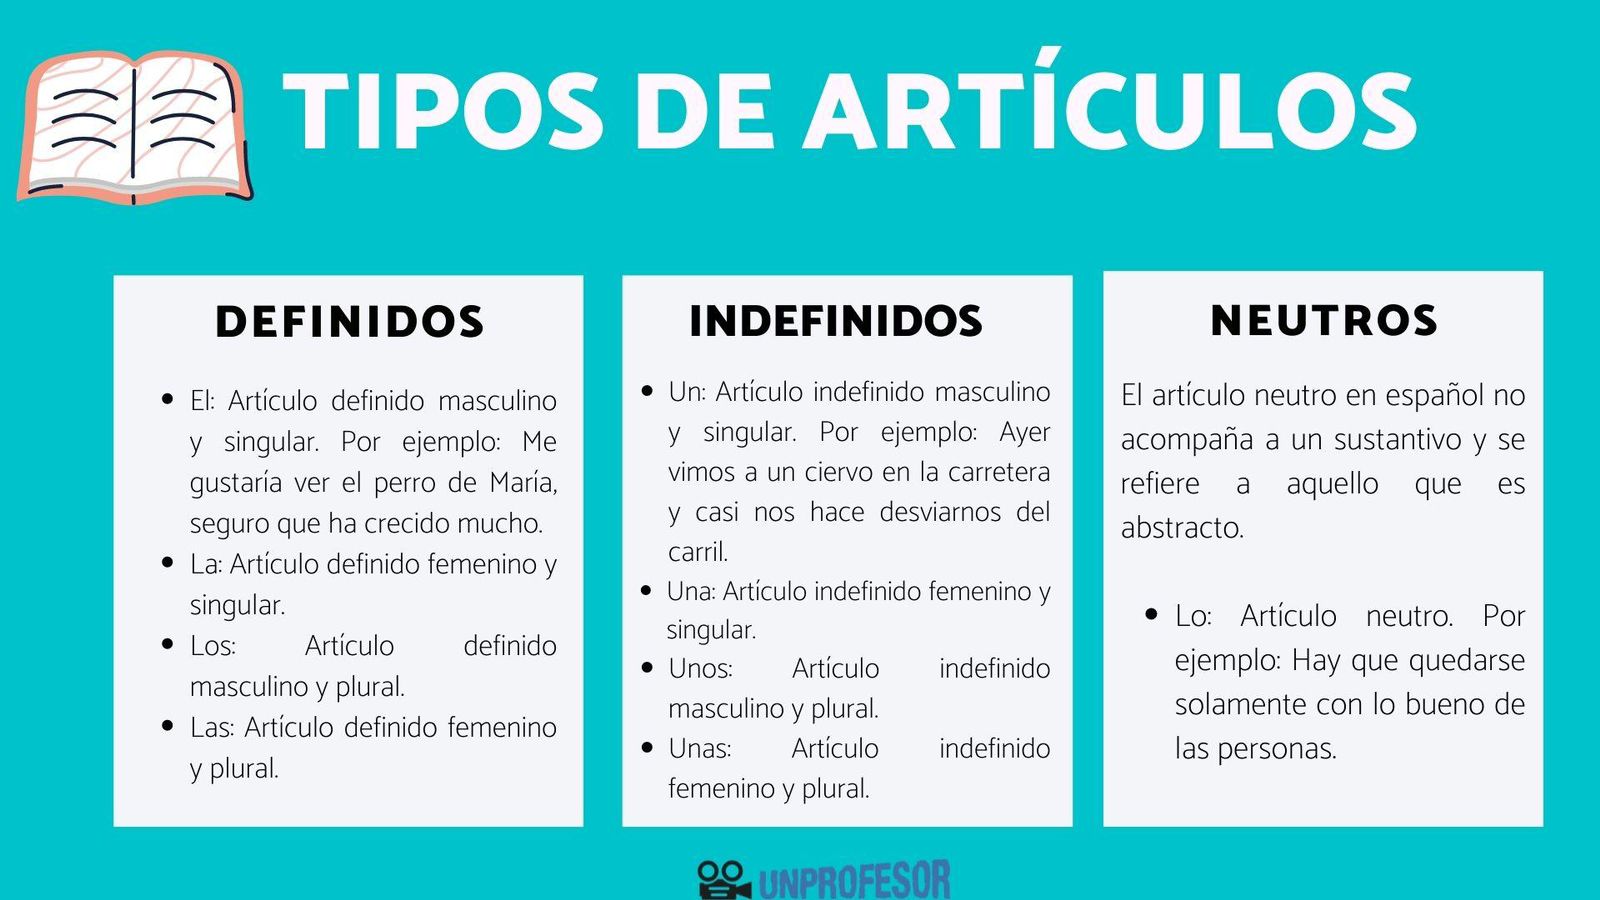 TIPOS DE ARTÍCULOS
DEFINIDOS
El: Artículo definido masculino
y singular. Por ejemplo: Me
gustaría ver el perro de María,
seguro que ha crecido mucho.
La: Artículo definido femenino y
singular.
Los: Artículo definido
masculino y plural.
Las: Artículo definido femenino
y plural.
INDEFINIDOS
Un: Artículo indefinido masculino
y singular. Por ejemplo: Ayer
vimos a un ciervo en la carretera
y casi nos hace desviarnos del
carril.
Una: Artículo indefinido femenino y
singular.
Unos: Artículo indefinido
masculino y plural.
Unas: Artículo indefinido
femenino y plural.
NEUTROS
El artículo neutro en español no
acompaña a un sustantivo y se
refiere a aquello que es
abstracto.
Lo: Artículo neutro. Por
ejemplo: Hay que quedarse
solamente con lo bueno de
las personas.
UNPROFESOR